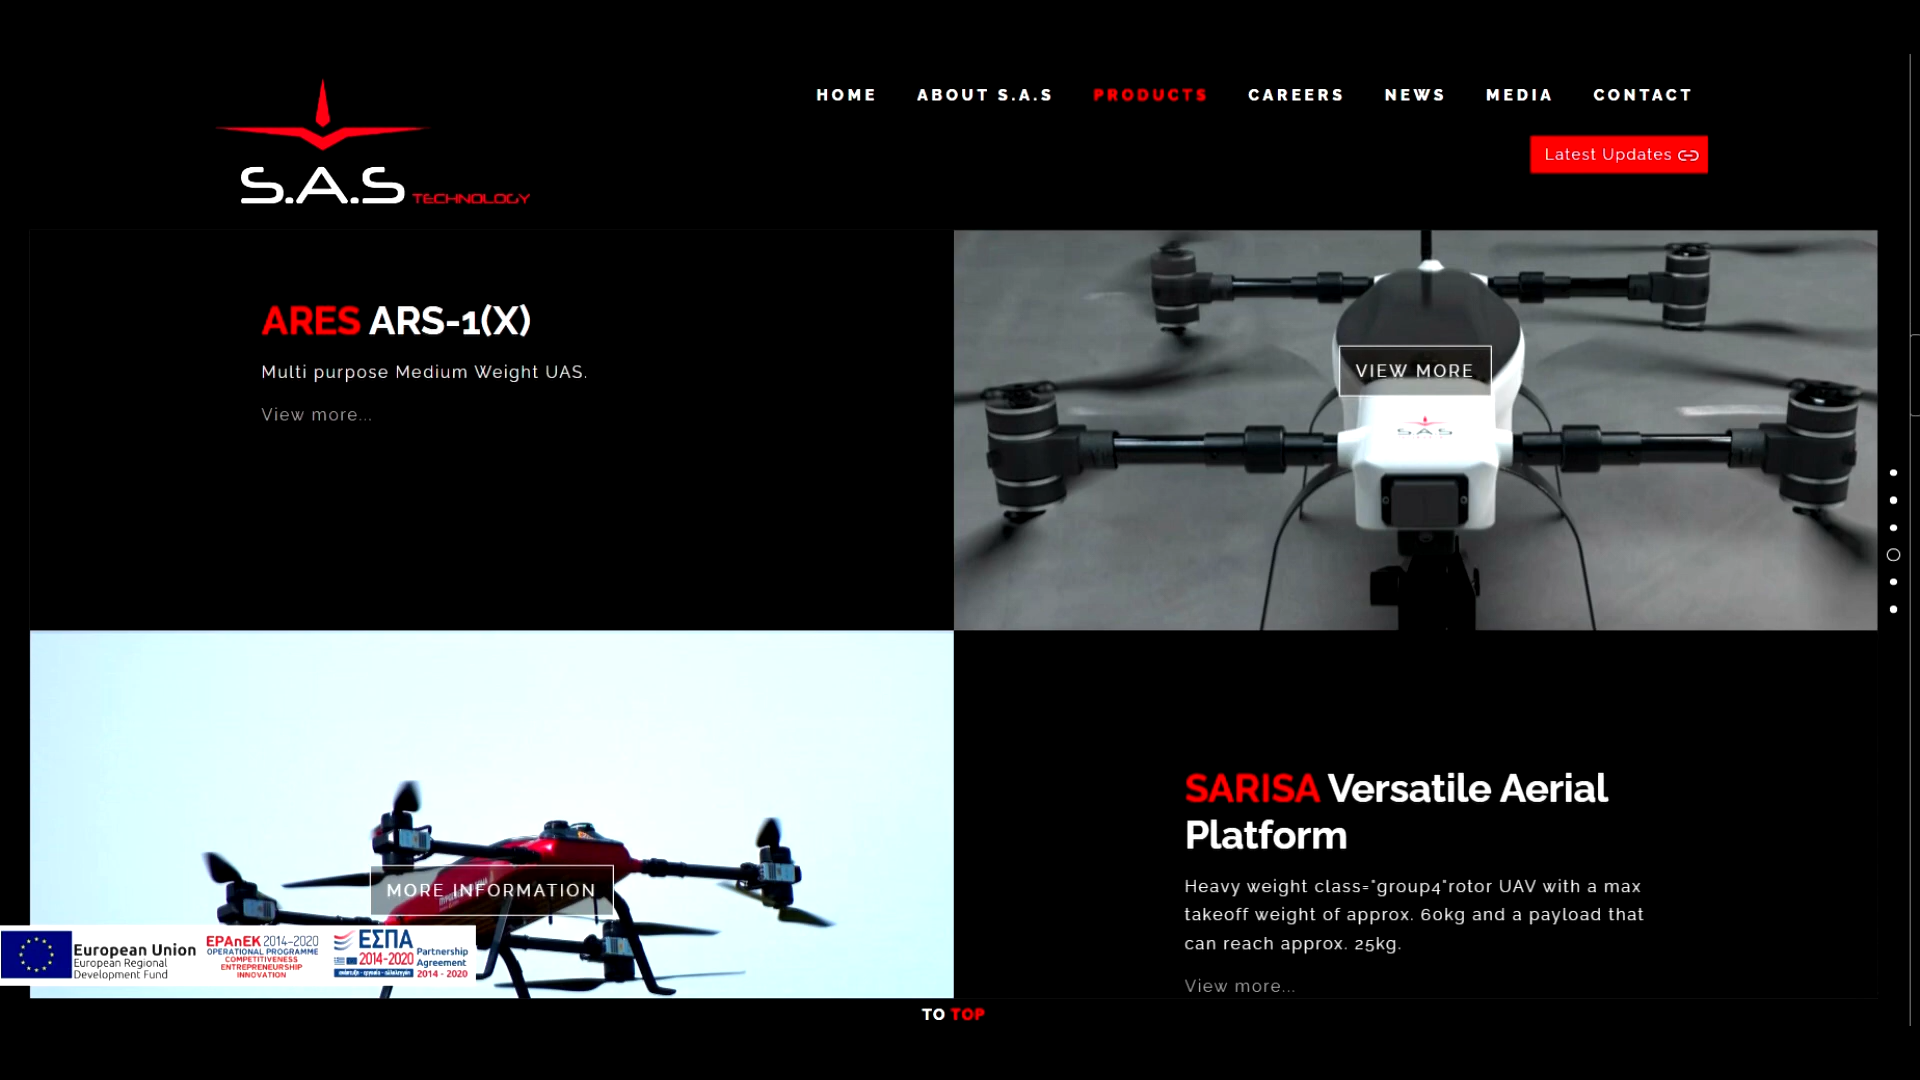 HOME ABOUT S.A.S PRODUCTS CAREERS NEWS MEDIA CONTACT
Latest Updates
S.A.S TECHNOLOGY
ARES ARS-1(X)
Multi purpose Medium Weight UAS.
View more...
VIEW MORE
S.A.S
MORE INFORMATION
SARISA Versatile Aerial
Platform
Heavy weight class="group4"rotor UAV with a max
takeoff weight of approx. 60kg and a payload that
can reach approx. 25kg.
View more...
European Union
European Regional
Development Fund
EPAnEK 2014-2020
OPERATIONAL PROGRAMME
COMPETITIVENESS
ENTREPRENEURSHIP
INNOVATION
ΕΣΠΑ
2014-2020
ανάπτυξη - εργασία - αλληλεγγύη
Partnership
Agreement
2014 - 2020
TO TOP